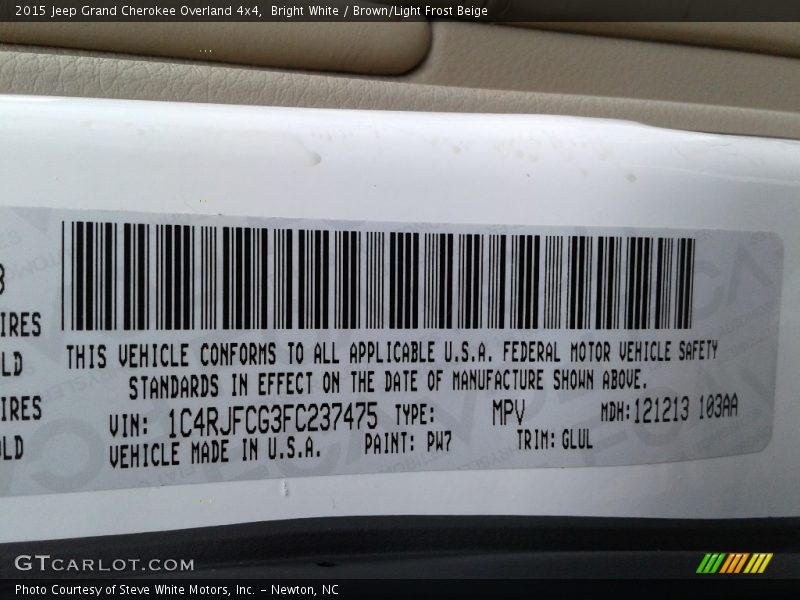 2015 Jeep Grand Cherokee Overland 4x4, Bright White / Brown/Light Frost Beige
IRES
LD
IRES
OLD
THIS VEHICLE CONFORMS TO ALL APPLICABLE U.S.A. FEDERAL MOTOR VEHICLE SAFETY
STANDARDS IN EFFECT ON THE DATE OF MANUFACTURE SHOWN ABOVE.
VIN: 1C4RJFCG3FC237475 TYPE: MPV MDH:121213 103AA
VEHICLE MADE IN U.S.A. PAINT: PW7 TRIM: GLUL
GTCARLOT.COM
Photo Courtesy of Steve White Motors, Inc. – Newton, NC